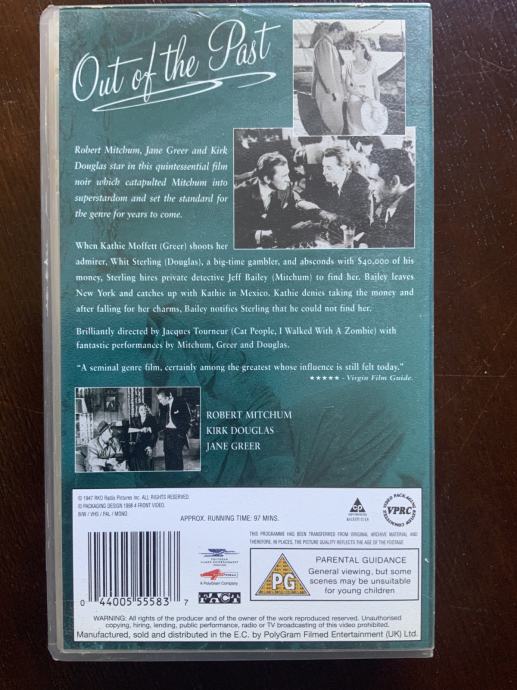 Out of the Past
Robert Mitchum, Jane Greer and Kirk
Douglas star in this quintessential film
noir which catapulted Mitchum into
superstardom and set the standard for
the genre for years to come.
When Kathie Moffett (Greer) shoots her
admirer, Whit Sterling (Douglas), a big-time gambler, and absconds with $40,000 of his
money, Sterling hires private detective Jeff Bailey (Mitchum) to find her. Bailey leaves
New York and catches up with Kathie in Mexico. Kathie denies taking the money and
after falling for her charms, Bailey notifies Sterling that he could not find her.
Brilliantly directed by Jacques Tourneur (Cat People, I Walked With A Zombie) with
fantastic performances by Mitchum, Greer and Douglas.
“A seminal genre film, certainly among the greatest whose influence is still felt today.”
★★★★★ - Virgin Film Guide.
ROBERT MITCHUM
KIRK DOUGLAS
JANE GREER
© 1947 RKO Radio Pictures Inc. ALL RIGHTS RESERVED.
© PACKAGING DESIGN 1998 4 FRONT VIDEO.
B/W / VHS / PAL / MONO
APPROX. RUNNING TIME: 97 MINS.
VIDEO PACKAGING REVIEW COMMITTEE
VPRC
THIS PROGRAMME HAS BEEN TRANSFERRED FROM ORIGINAL ARCHIVE MATERIAL AND
THEREFORE, IN PLACES, THE PICTURE QUALITY REFLECTS THE AGE OF THE FOOTAGE.
A PolyGram Company
FACT
PG
PARENTAL GUIDANCE
General viewing, but some
scenes may be unsuitable
for young children
0 44005 55583 7
WARNING: All rights of the producer and of the owner of the work reproduced reserved. Unauthorised
copying, hiring, lending, public performance, radio or TV broadcasting of this video prohibited.
Manufactured, sold and distributed in the E.C. by PolyGram Filmed Entertainment (UK) Ltd.